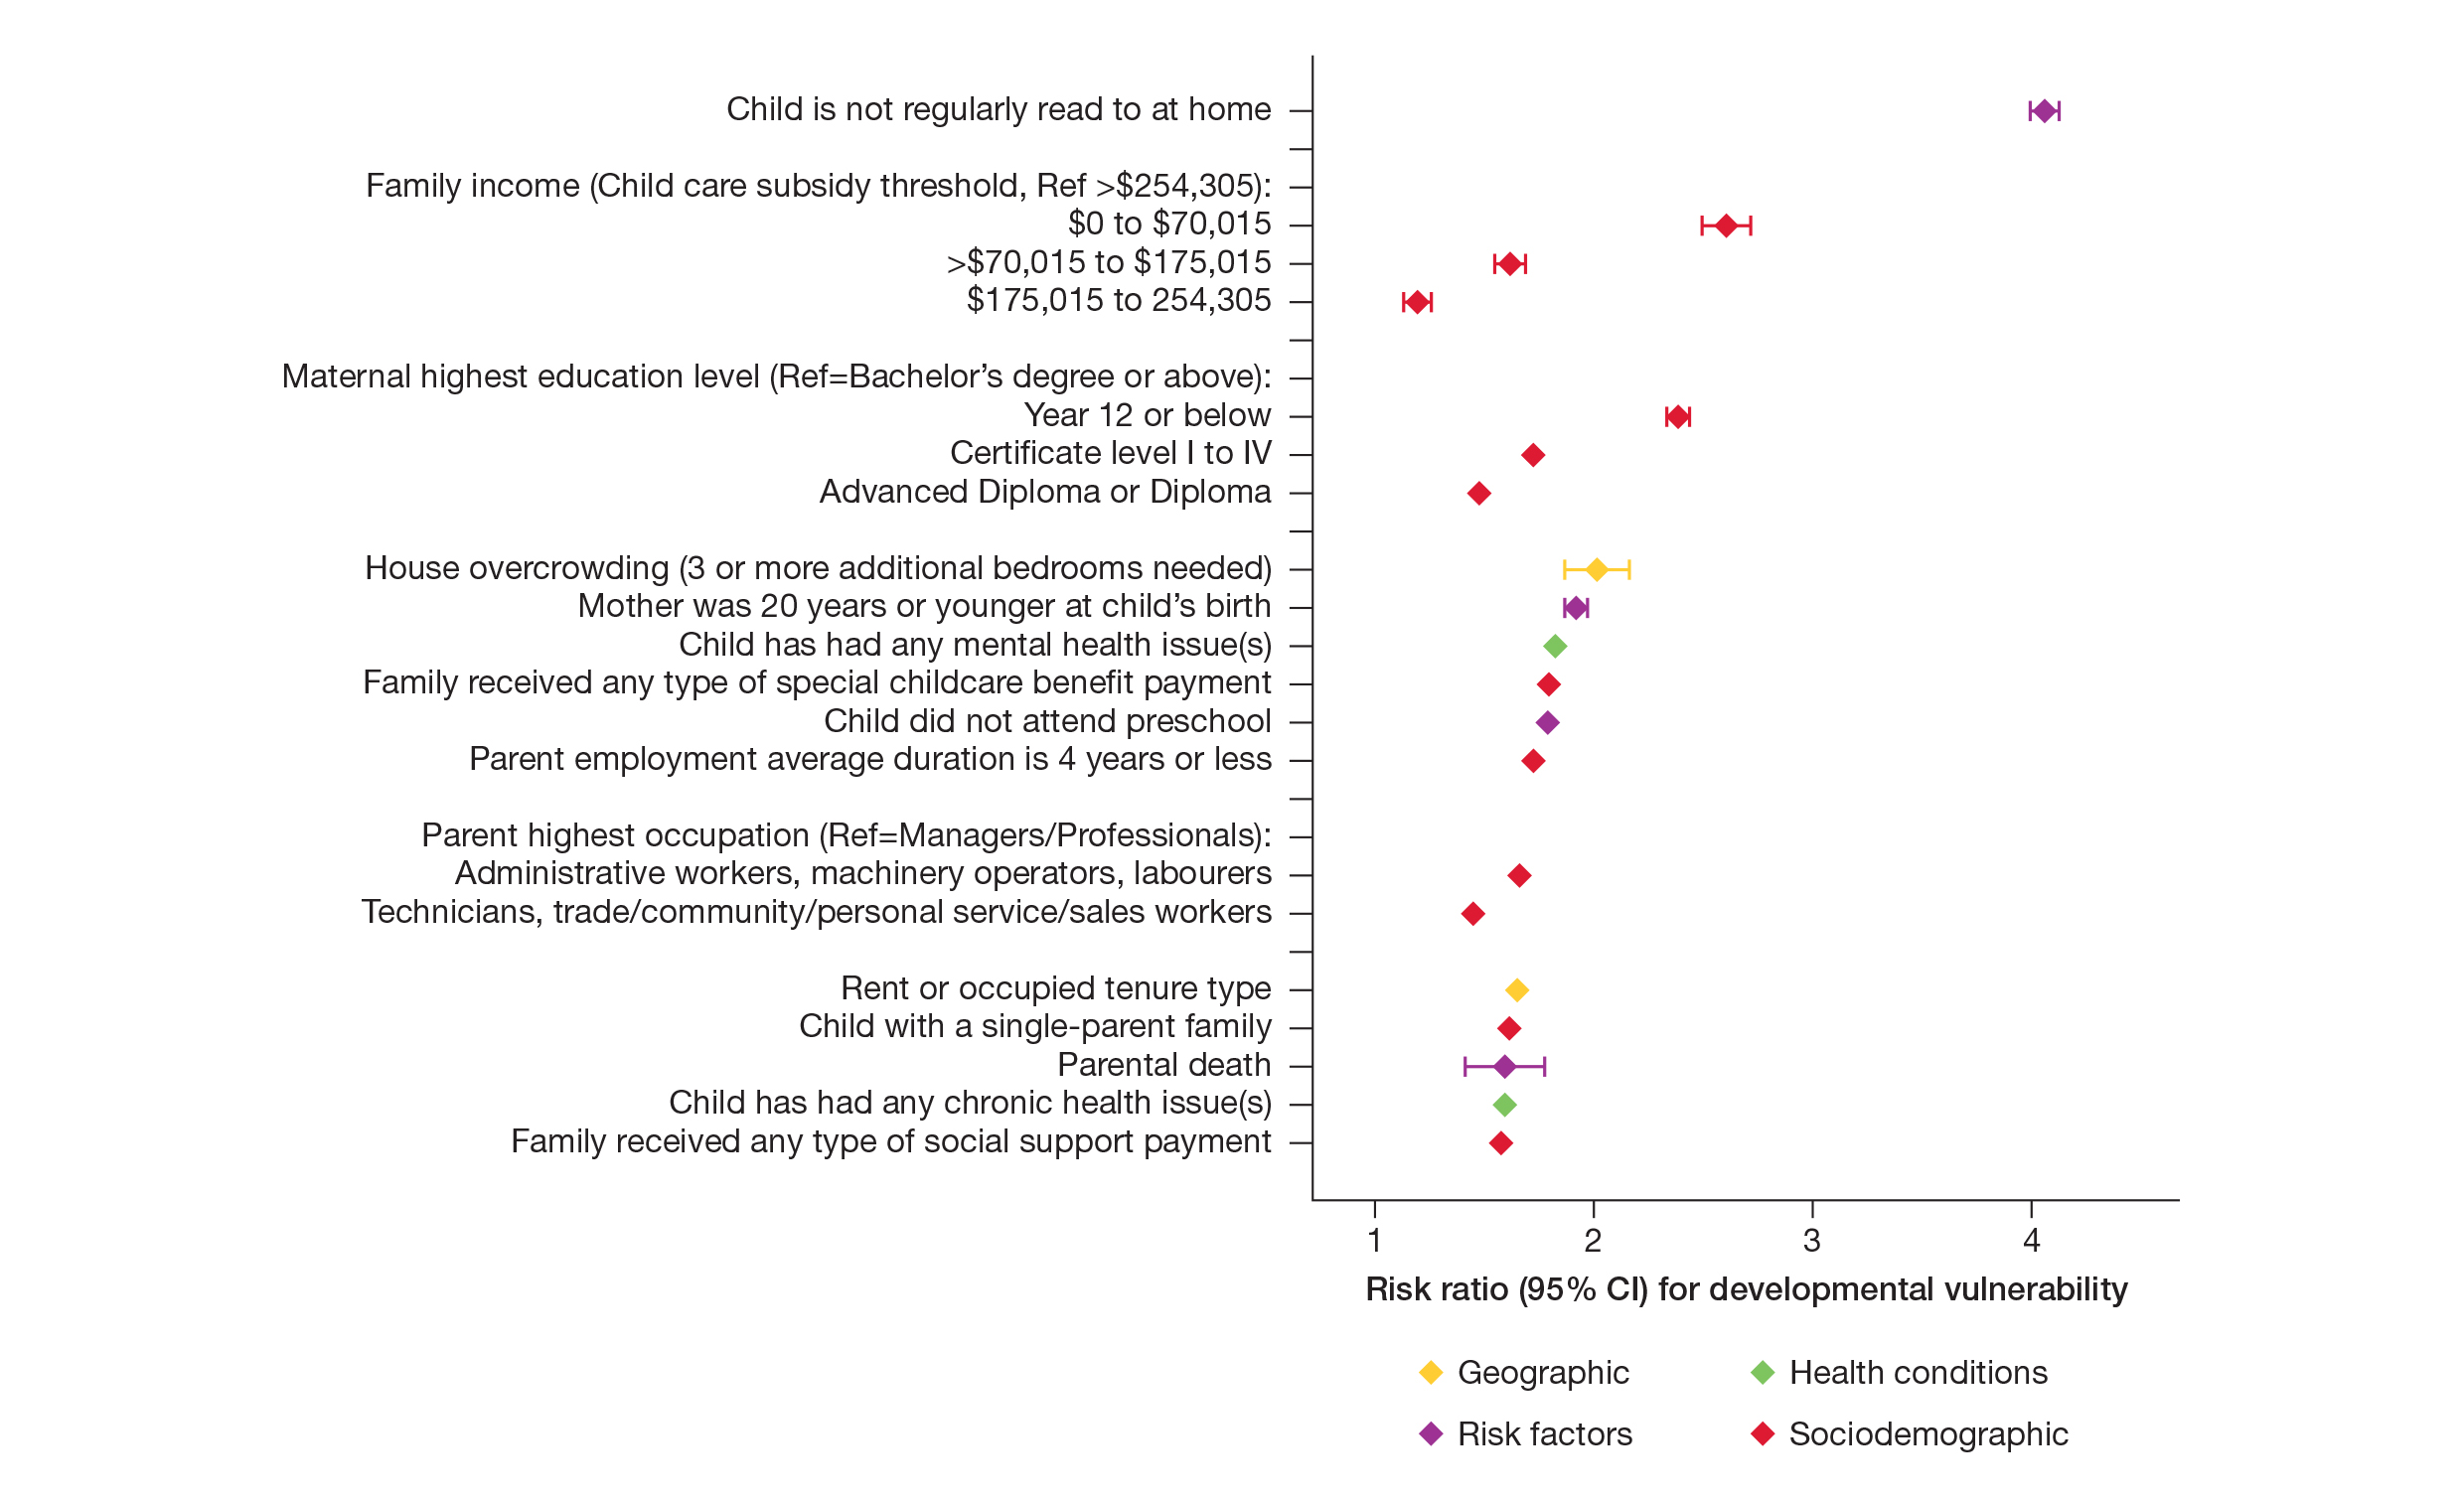 Child is not regularly read to at home
Family income (Child care subsidy threshold, Ref >$254,305):
$0 to $70,015
>$70,015 to $175,015
$175,015 to 254,305
Maternal highest education level (Ref=Bachelor’s degree or above):
Year 12 or below
Certificate level I to IV
Advanced Diploma or Diploma
House overcrowding (3 or more additional bedrooms needed)
Mother was 20 years or younger at child’s birth
Child has had any mental health issue(s)
Family received any type of special childcare benefit payment
Child did not attend preschool
Parent employment average duration is 4 years or less
Parent highest occupation (Ref=Managers/Professionals):
Administrative workers, machinery operators, labourers
Technicians, trade/community/personal service/sales workers
Rent or occupied tenure type
Child with a single-parent family
Parental death
Child has had any chronic health issue(s)
Family received any type of social support payment
1 2 3 4
Risk ratio (95% CI) for developmental vulnerability
Geographic Health conditions
Risk factors Sociodemographic